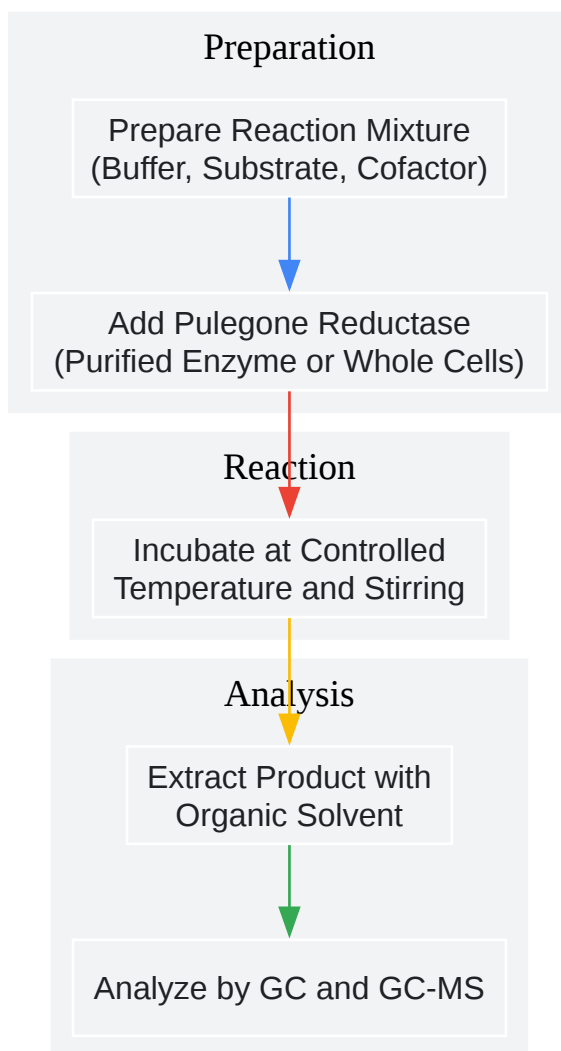 Preparation
Prepare Reaction Mixture
(Buffer, Substrate, Cofactor)
Add Pulegone Reductase
(Purified Enzyme or Whole Cells)
Reaction
Incubate at Controlled
Temperature and Stirring
Analysis
Extract Product with
Organic Solvent
Analyze by GC and GC-MS